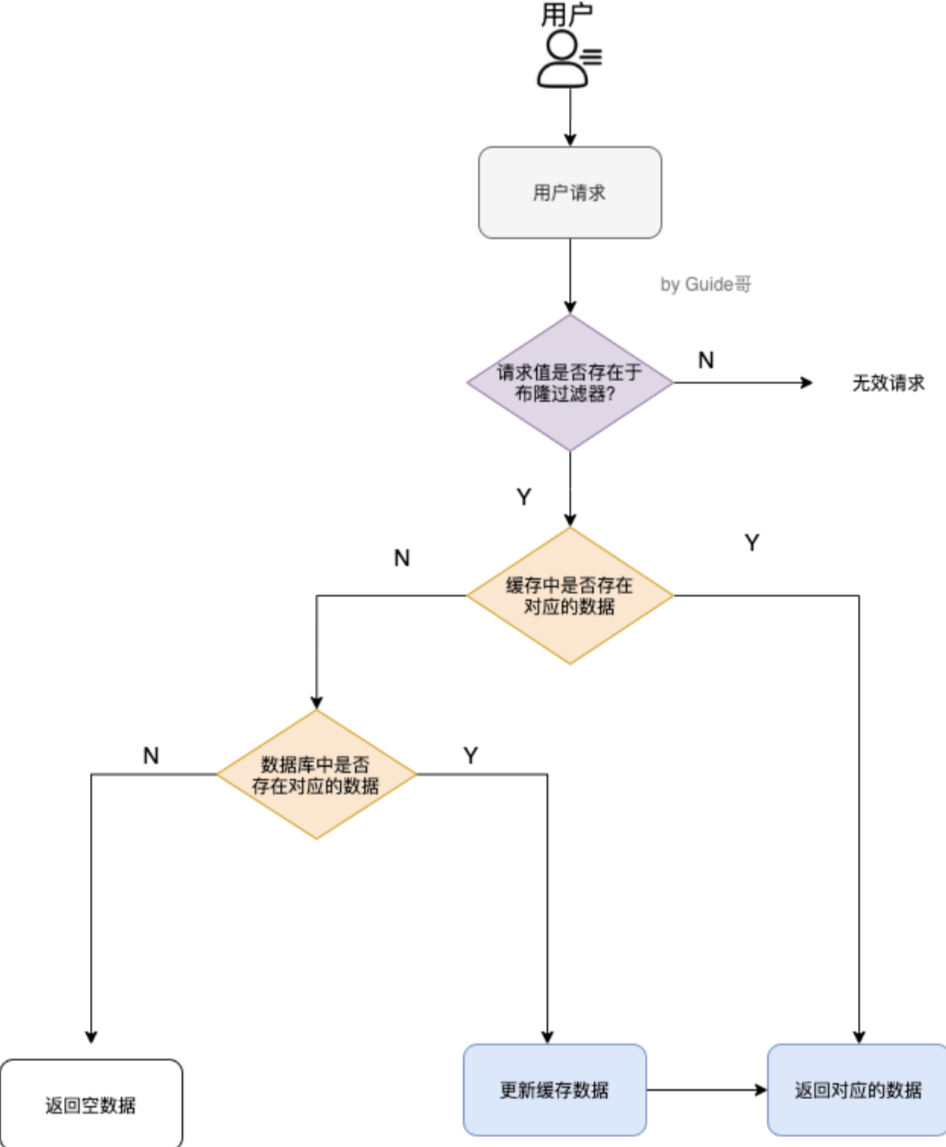 用户
用户请求
by Guide哥
请求值是否存在于
布隆过滤器?
N
无效请求
Y
缓存中是否存在
对应的数据
N
Y
数据库中是否
存在对应的数据
N
Y
返回空数据
更新缓存数据
返回对应的数据